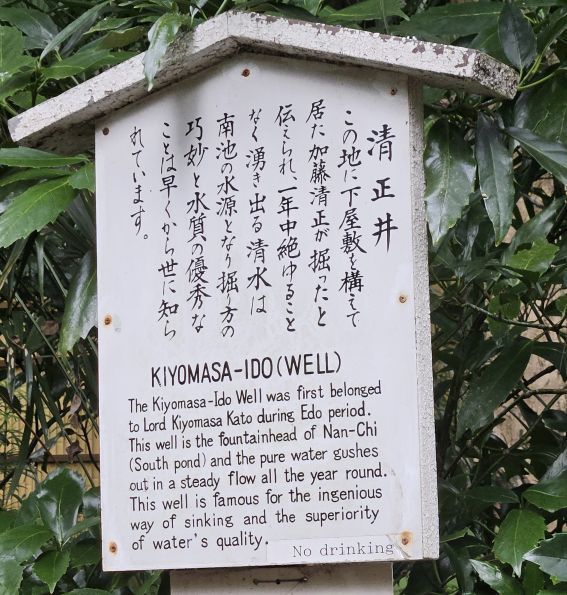 清正井
この地に下屋敷を構えて
居た加藤清正が掘ったと
伝えられ、一年中絶ゆること
なく湧き出る清水は
南池の水源となり掘り方の
巧妙と水質の優秀な
ことは早くから世に知ら
れています。
KIYOMASA-IDO (WELL)
The Kiyomasa-Ido Well was first belonged
to Lord Kiyomasa Kato during Edo period.
This well is the fountainhead of Nan-Chi
(South pond) and the pure water gushes
out in a steady flow all the year round.
This well is famous for the ingenious
way of sinking and the superiority
of water's quality.
No drinking